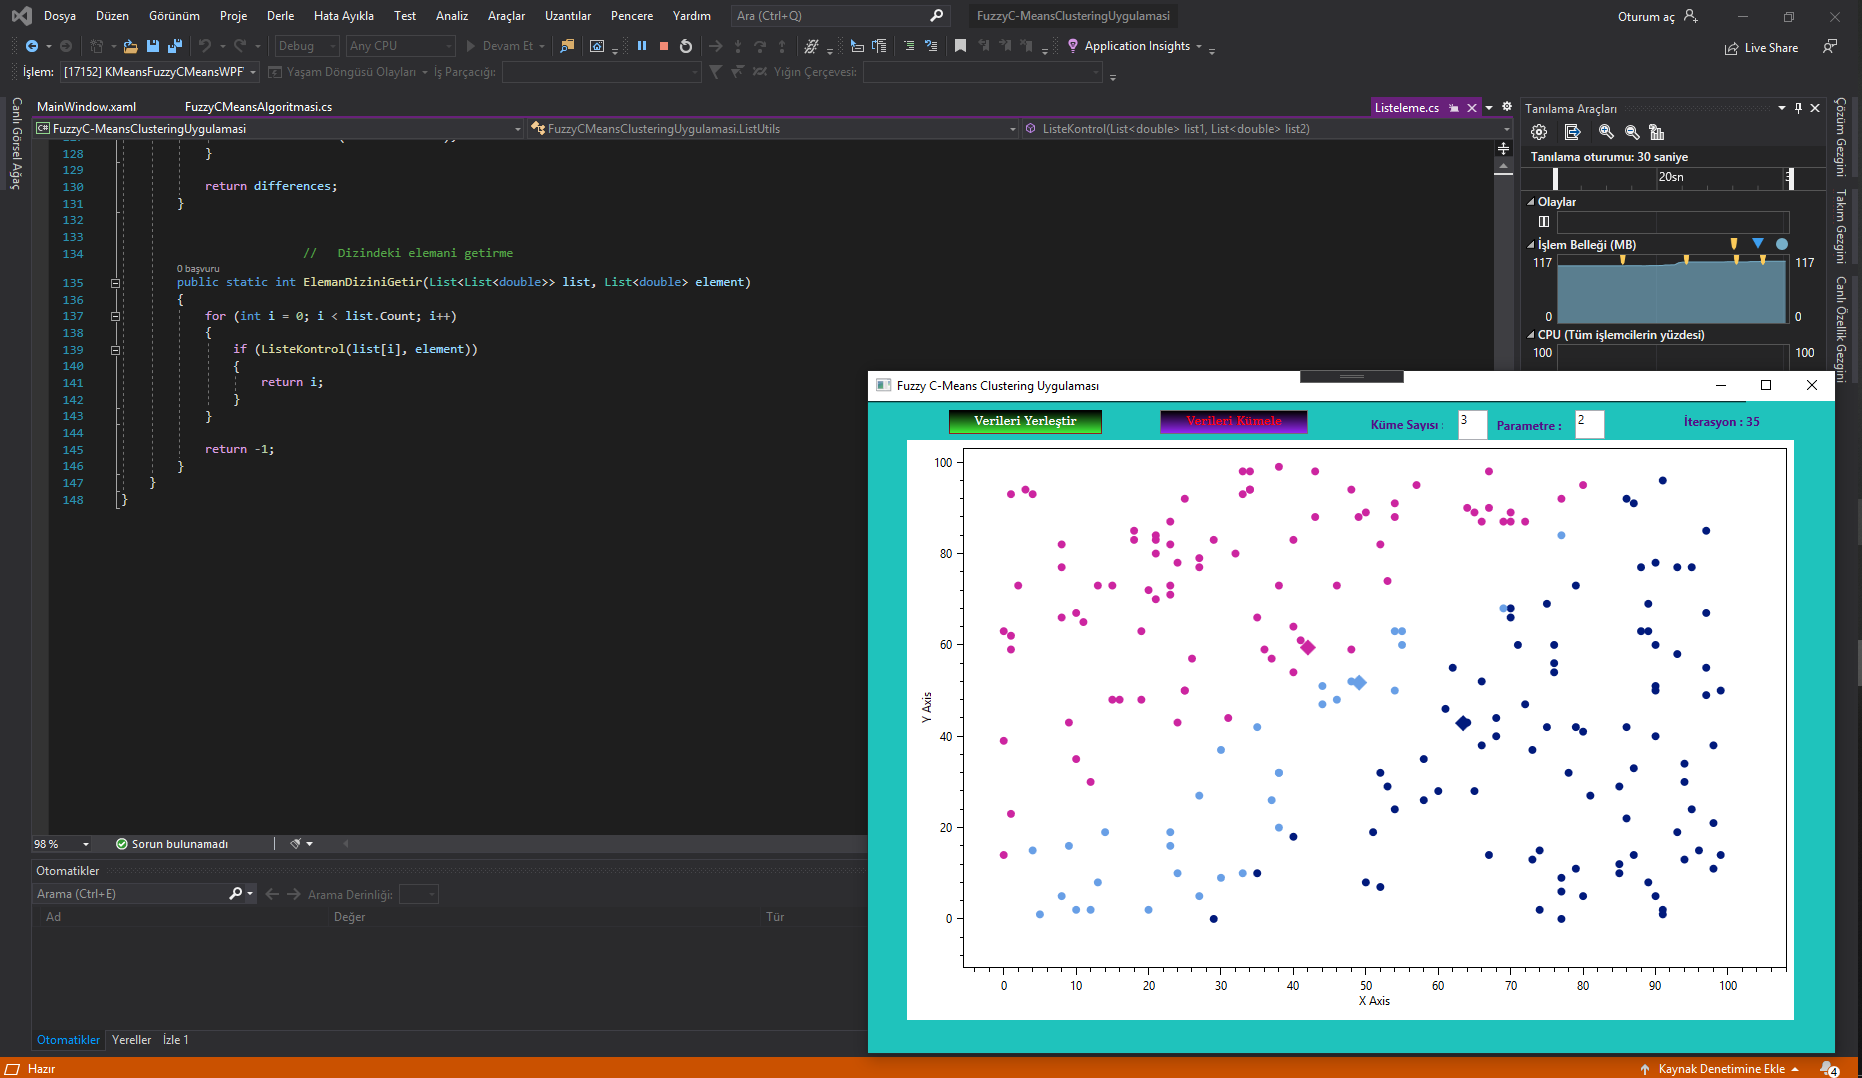 Dosya Düzen Görünüm Proje Derle Hata Ayıkla Test Analiz Araçlar Uzantılar Pencere Yardım Ara (Ctrl+Q) FuzzyC-MeansClusteringUygulamasi Oturum aç
Debug Any CPU Devam Et Application Insights Live Share
İşlem: [17152] KMeansFuzzyCMeansWPF Yaşam Döngüsü Olayları İş Parçacığı: Yığın Çerçevesi:
Canlı Görsel Ağaç
MainWindow.xaml FuzzyCMeansAlgoritmasi.cs Listeleme.cs
FuzzyC-MeansClusteringUygulamasi FuzzyCMeansClusteringUygulamasi.ListUtils ListeKontrol(List<double> list1, List<double> list2)
128 }
129
130 return differences;
131 }
132
133
134 // Dizindeki elemani getirme
0 başvuru
135 public static int ElemanDiziniGetir(List<List<double>> list, List<double> element)
136 {
137 for (int i = 0; i < list.Count; i++)
138 {
139 if (ListeKontrol(list[i], element))
140 {
141 return i;
142 }
143 }
144
145 return -1;
146 }
147 }
148 }
98 % Sorun bulunamadı
Otomatikler
Arama (Ctrl+E) Arama Derinliği:
Ad Değer Tür
Otomatikler Yereller İzle 1
Hazır
Tanılama Araçları
Tanılama oturumu: 30 saniye
20sn 3
Olaylar
İşlem Belleği (MB)
117 117
0 0
CPU (Tüm işlemcilerin yüzdesi)
100 100
Çözüm Gezgini
Takım Gezgini
Canlı Özellik Gezgini
Fuzzy C-Means Clustering Uygulaması
Verileri Yerleştir Verileri Kümele Küme Sayısı : 3 Parametre : 2 İterasyon : 35
100
80
60
40
20
0
Y Axis
0 10 20 30 40 50 60 70 80 90 100
X Axis
Kaynak Denetimine Ekle 4